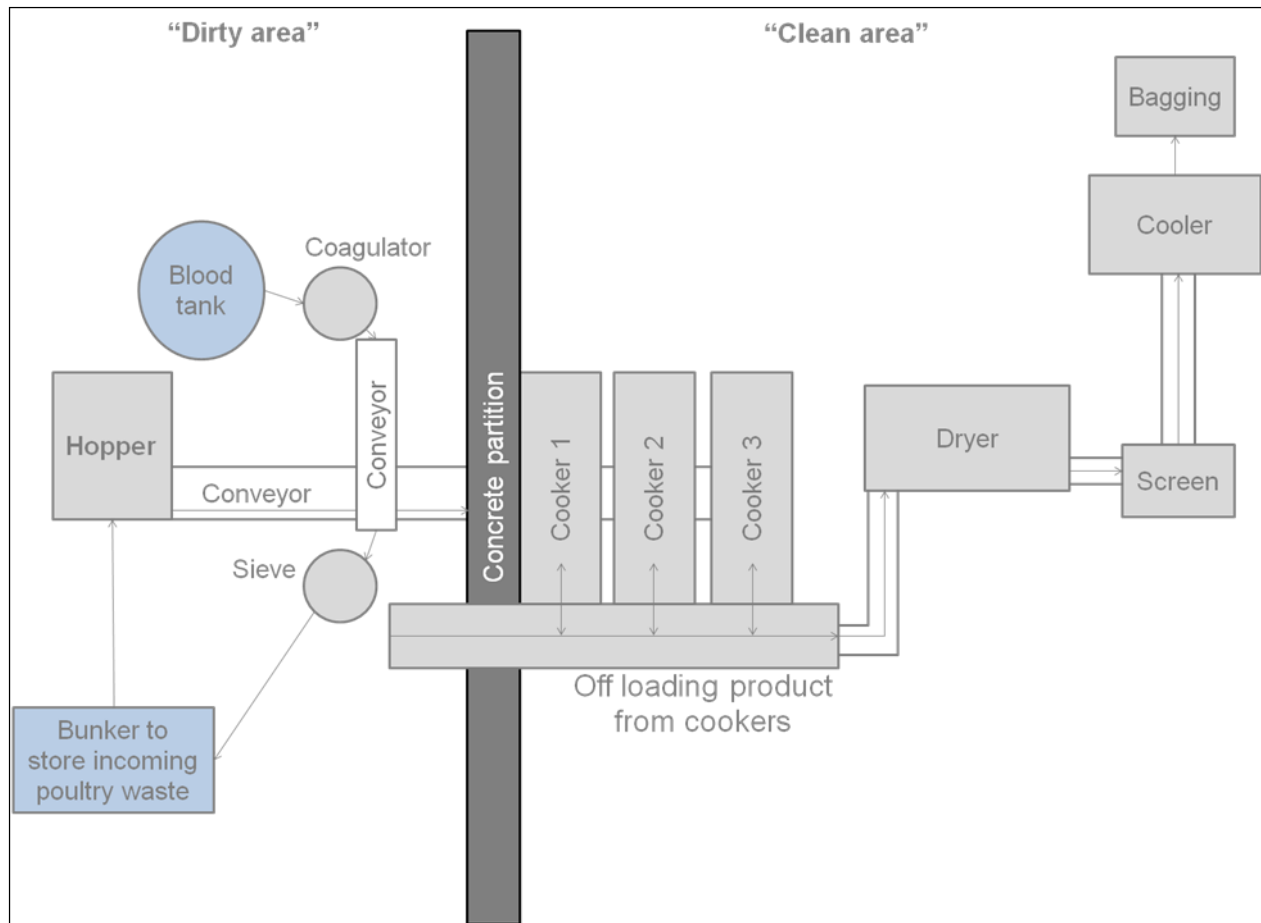 “Dirty area”
“Clean area”
Bagging
Cooler
Coagulator
Blood
tank
Conveyor
Hopper
Conveyor
Concrete partition
Cooker 1
Cooker 2
Cooker 3
Dryer
Screen
Sieve
Off loading product
from cookers
Bunker to
store incoming
poultry waste